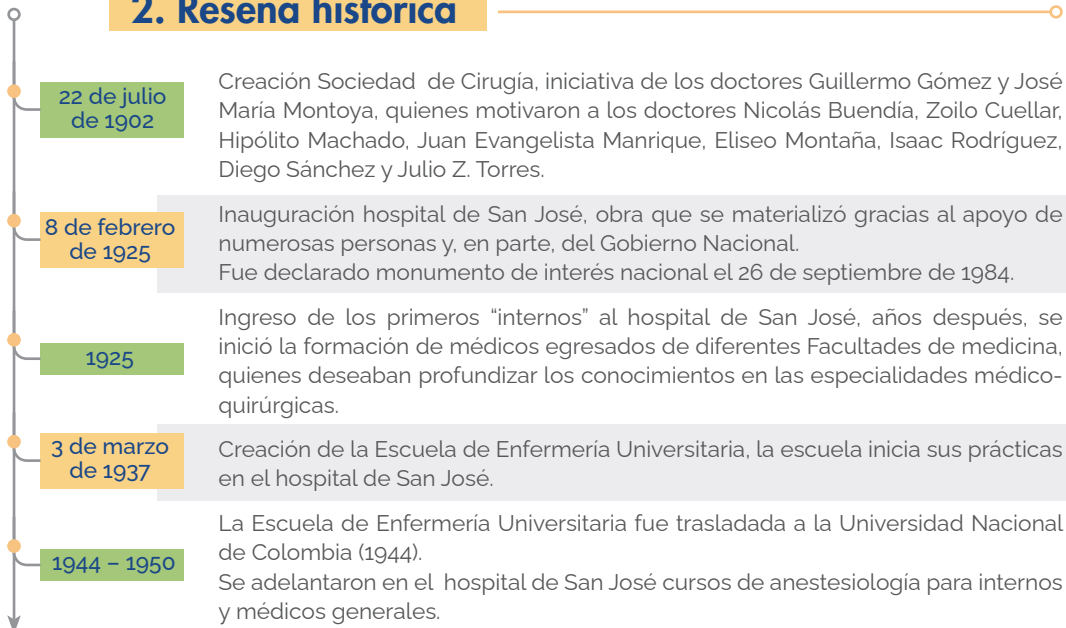 2. Reseña histórica
22 de julio
de 1902
Creación Sociedad de Cirugía, iniciativa de los doctores Guillermo Gómez y José
María Montoya, quienes motivaron a los doctores Nicolás Buendía, Zoilo Cuellar,
Hipólito Machado, Juan Evangelista Manrique, Eliseo Montaña, Isaac Rodríguez,
Diego Sánchez y Julio Z. Torres.
8 de febrero
de 1925
Inauguración hospital de San José, obra que se materializó gracias al apoyo de
numerosas personas y, en parte, del Gobierno Nacional.
Fue declarado monumento de interés nacional el 26 de septiembre de 1984.
1925
Ingreso de los primeros “internos” al hospital de San José, años después, se
inició la formación de médicos egresados de diferentes Facultades de medicina,
quienes deseaban profundizar los conocimientos en las especialidades médico-
quirúrgicas.
3 de marzo
de 1937
Creación de la Escuela de Enfermería Universitaria, la escuela inicia sus prácticas
en el hospital de San José.
1944 – 1950
La Escuela de Enfermería Universitaria fue trasladada a la Universidad Nacional
de Colombia (1944).
Se adelantaron en el hospital de San José cursos de anestesiología para internos
y médicos generales.